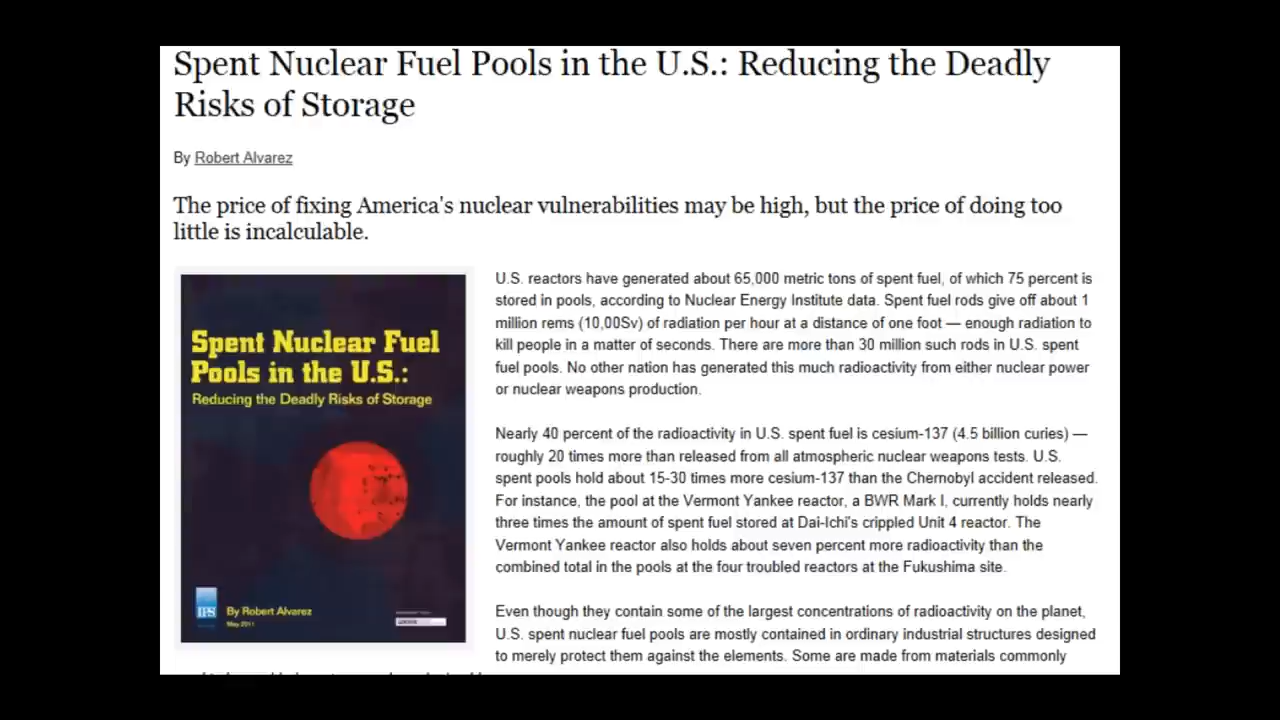 Spent Nuclear Fuel Pools in the U.S.: Reducing the Deadly
Risks of Storage
By Robert Alvarez
The price of fixing America's nuclear vulnerabilities may be high, but the price of doing too
little is incalculable.
Spent Nuclear Fuel
Pools in the U.S.:
Reducing the Deadly Risks of Storage
IPS
By Robert Alvarez
May 2011
U.S. reactors have generated about 65,000 metric tons of spent fuel, of which 75 percent is
stored in pools, according to Nuclear Energy Institute data. Spent fuel rods give off about 1
million rems (10,00Sv) of radiation per hour at a distance of one foot — enough radiation to
kill people in a matter of seconds. There are more than 30 million such rods in U.S. spent
fuel pools. No other nation has generated this much radioactivity from either nuclear power
or nuclear weapons production.
Nearly 40 percent of the radioactivity in U.S. spent fuel is cesium-137 (4.5 billion curies) —
roughly 20 times more than released from all atmospheric nuclear weapons tests. U.S.
spent pools hold about 15-30 times more cesium-137 than the Chernobyl accident released.
For instance, the pool at the Vermont Yankee reactor, a BWR Mark I, currently holds nearly
three times the amount of spent fuel stored at Dai-Ichi's crippled Unit 4 reactor. The
Vermont Yankee reactor also holds about seven percent more radioactivity than the
combined total in the pools at the four troubled reactors at the Fukushima site.
Even though they contain some of the largest concentrations of radioactivity on the planet,
U.S. spent nuclear fuel pools are mostly contained in ordinary industrial structures designed
to merely protect them against the elements. Some are made from materials commonly